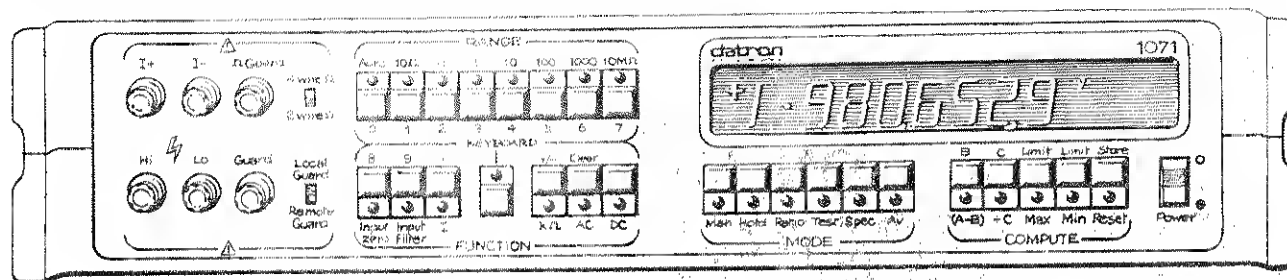 RANGE
datron
1071
I+ I- Ω Guard
4 wire Ω
2 wire Ω
Auto 10Ω 1 10 100 1000 10MΩ
0 1 2 3 4 5 6 7
KEYBOARD
8 9
+/- Clear
Hi Lo Guard
Local
Guard
Remote
Guard
Input
zero
Input
Filter
AC DC
FUNCTION
B C Limit Limit Store
Hold Ratio Test Spec Av
MODE
(A-B) ÷C Max Min Reset
COMPUTE
Power